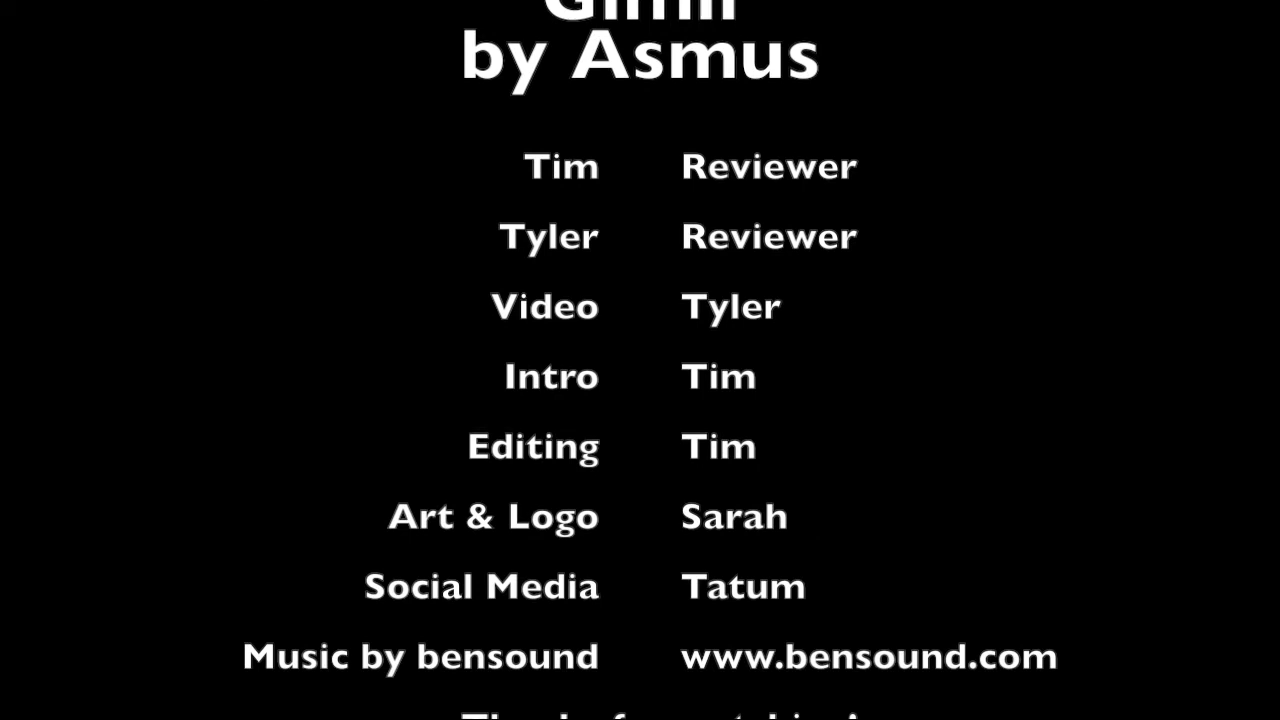 Gimli
by Asmus
Tim Reviewer
Tyler Reviewer
Video Tyler
Intro Tim
Editing Tim
Art & Logo Sarah
Social Media Tatum
Music by bensound www.bensound.com